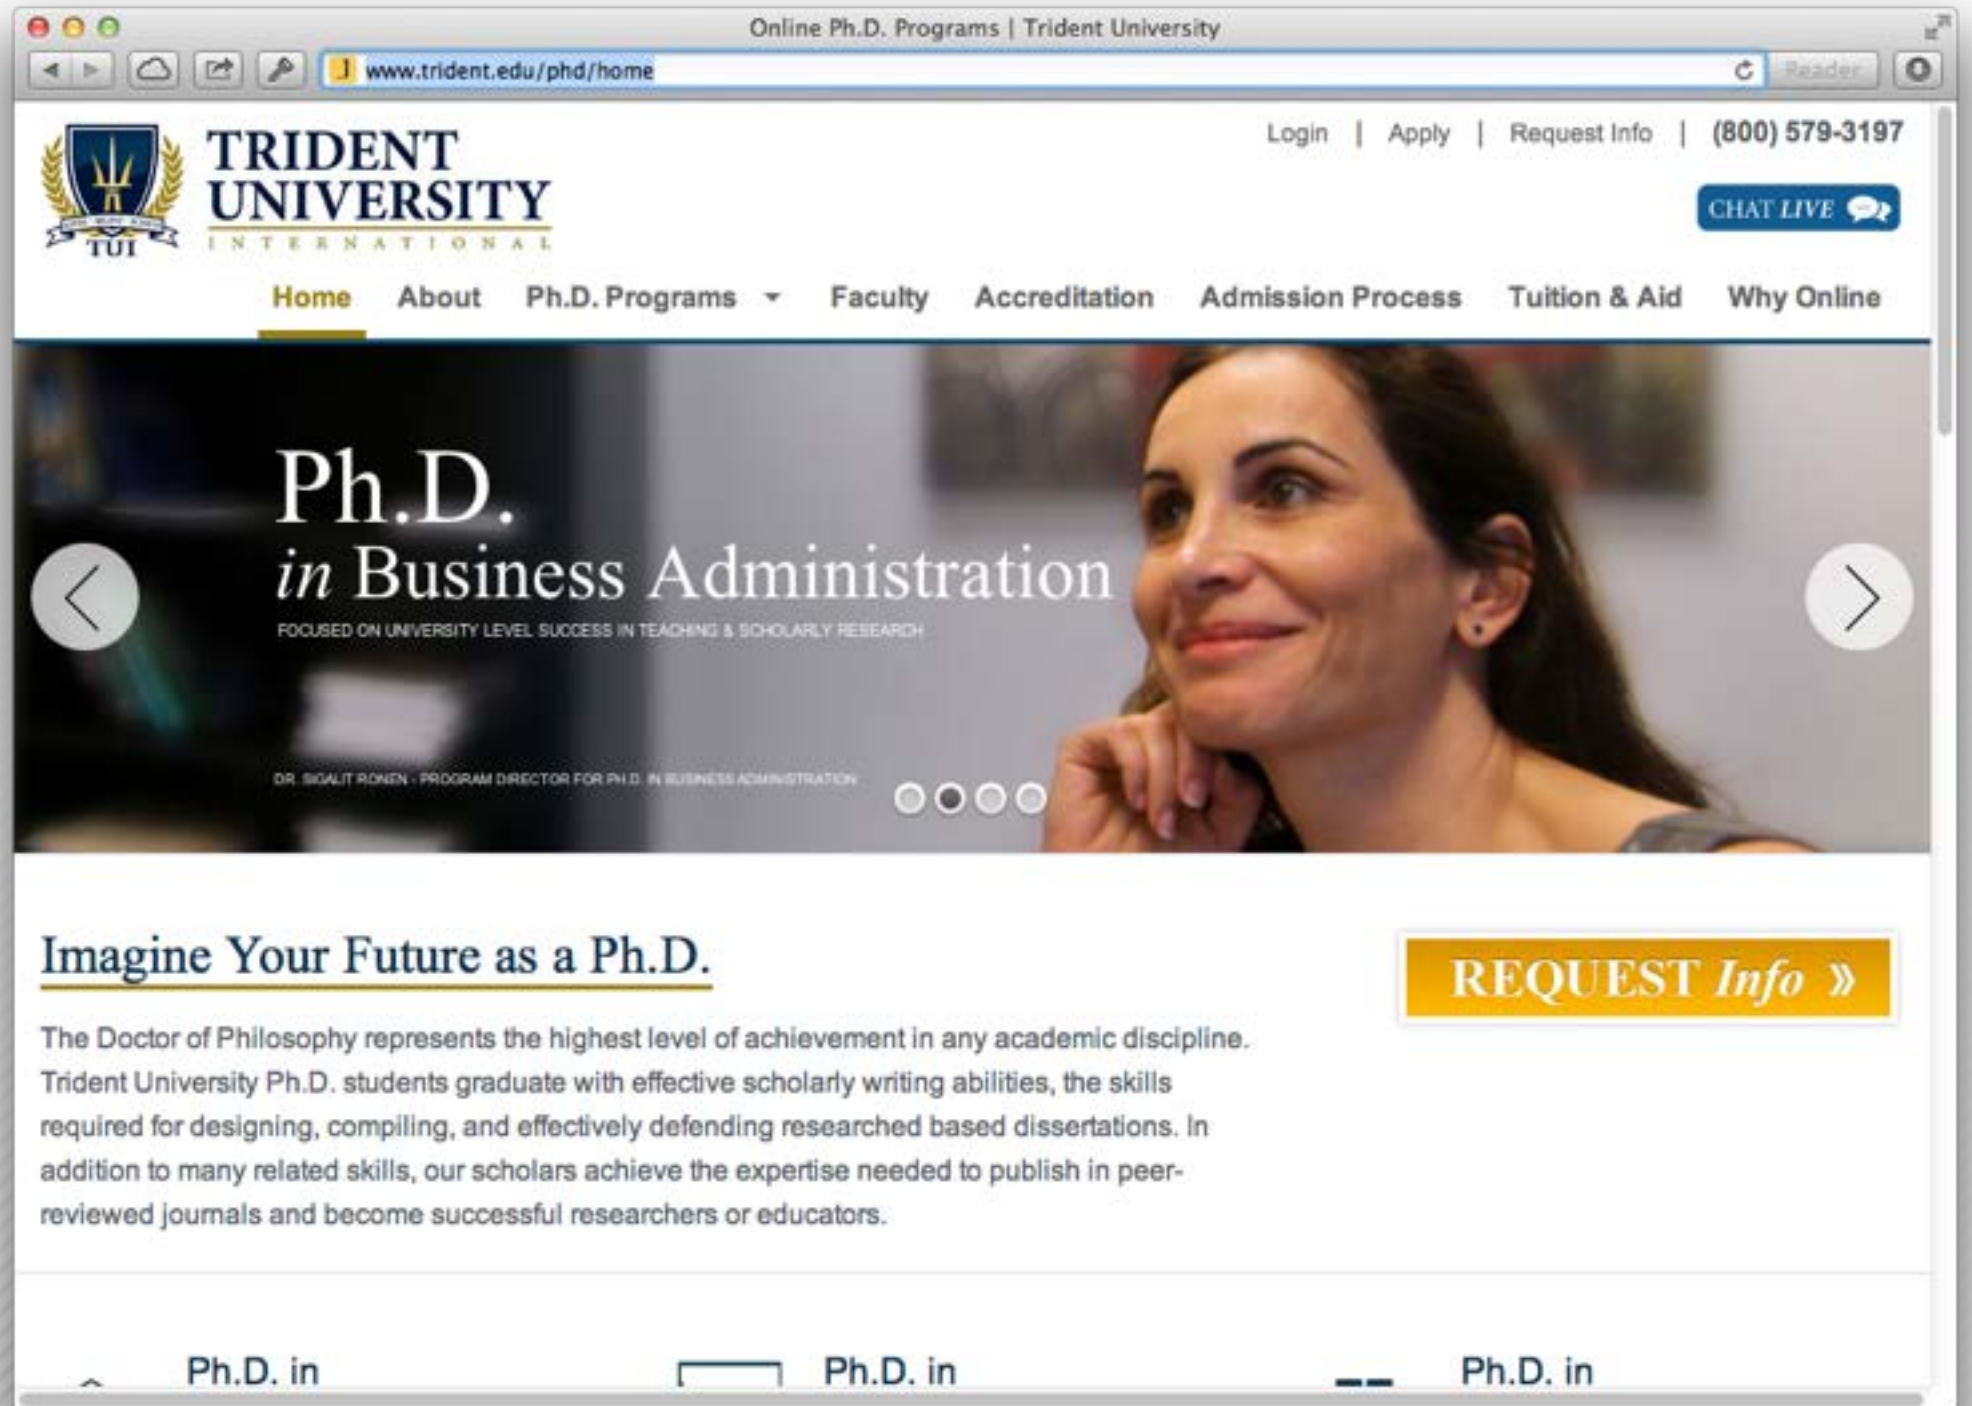 Online Ph.D. Programs | Trident University
www.trident.edu/phd/home
Reader
TRIDENT
UNIVERSITY
INTERNATIONAL
TUI
Login | Apply | Request Info | (800) 579-3197
CHAT LIVE
Home About Ph.D. Programs Faculty Accreditation Admission Process Tuition & Aid Why Online
Ph.D.
in Business Administration
FOCUSED ON UNIVERSITY LEVEL SUCCESS IN TEACHING & SCHOLARLY RESEARCH
DR. SIGALIT RONEN - PROGRAM DIRECTOR FOR PH.D. IN BUSINESS ADMINISTRATION
Imagine Your Future as a Ph.D.
REQUEST Info »
The Doctor of Philosophy represents the highest level of achievement in any academic discipline.
Trident University Ph.D. students graduate with effective scholarly writing abilities, the skills
required for designing, compiling, and effectively defending researched based dissertations. In
addition to many related skills, our scholars achieve the expertise needed to publish in peer-
reviewed journals and become successful researchers or educators.
Ph.D. in
Ph.D. in
Ph.D. in